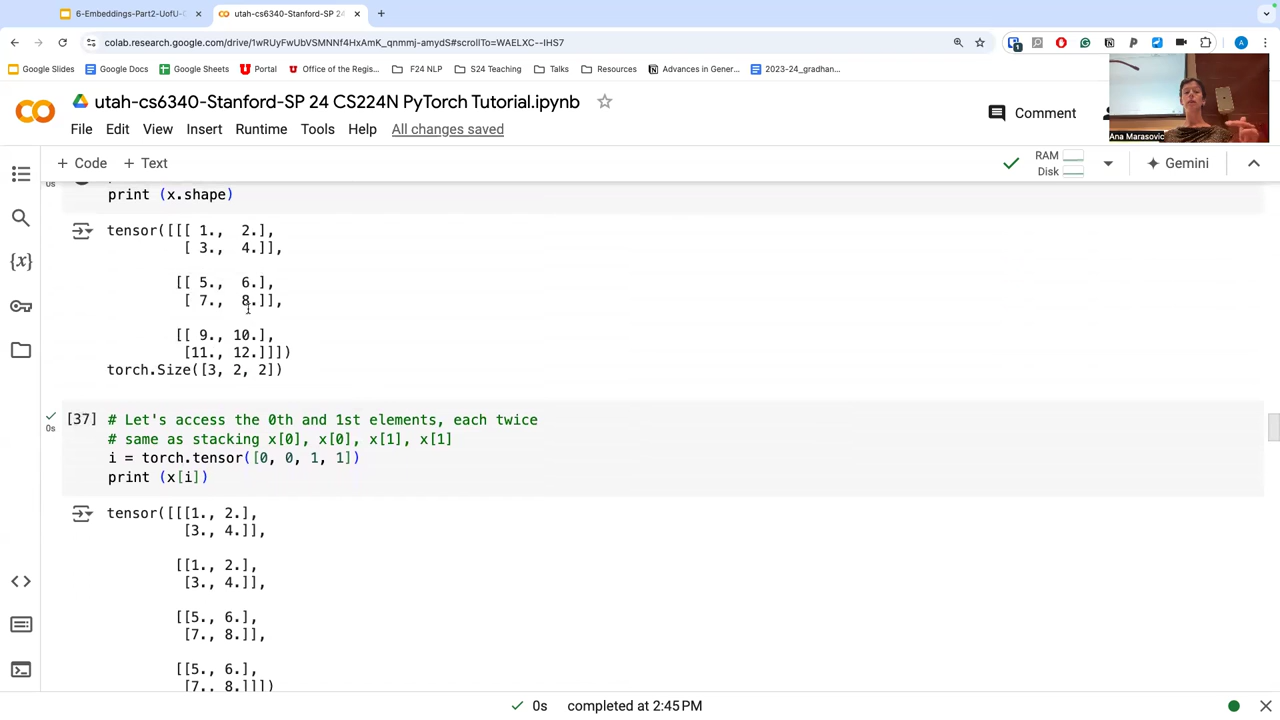 6-Embeddings-Part2-UofU-C
utah-cs6340-Stanford-SP 24
colab.research.google.com/drive/1wRUyFwUbVSMNNf4HxAmK_qnmmj-amydS#scrollTo=WAELXC--IHS7
Google Slides
Google Docs
Google Sheets
Portal
Office of the Regis...
F24 NLP
S24 Teaching
Talks
Resources
Advances in Gener...
2023-24_gradhan...
utah-cs6340-Stanford-SP 24 CS224N PyTorch Tutorial.ipynb
Comment
Ana Marasovic
File Edit View Insert Runtime Tools Help All changes saved
+ Code + Text
RAM
Disk
Gemini
0s
print (x.shape)
tensor([[[ 1., 2.],
[ 3., 4.]],
[[ 5., 6.],
[ 7., 8.]],
[[ 9., 10.],
[11., 12.]]])
torch.Size([3, 2, 2])
[37] # Let's access the 0th and 1st elements, each twice
0s
# same as stacking x[0], x[0], x[1], x[1]
i = torch.tensor([0, 0, 1, 1])
print (x[i])
tensor([[[1., 2.],
[3., 4.]],
[[1., 2.],
[3., 4.]],
[[5., 6.],
[7., 8.]],
[[5., 6.],
[7., 8.]]])
0s completed at 2:45 PM